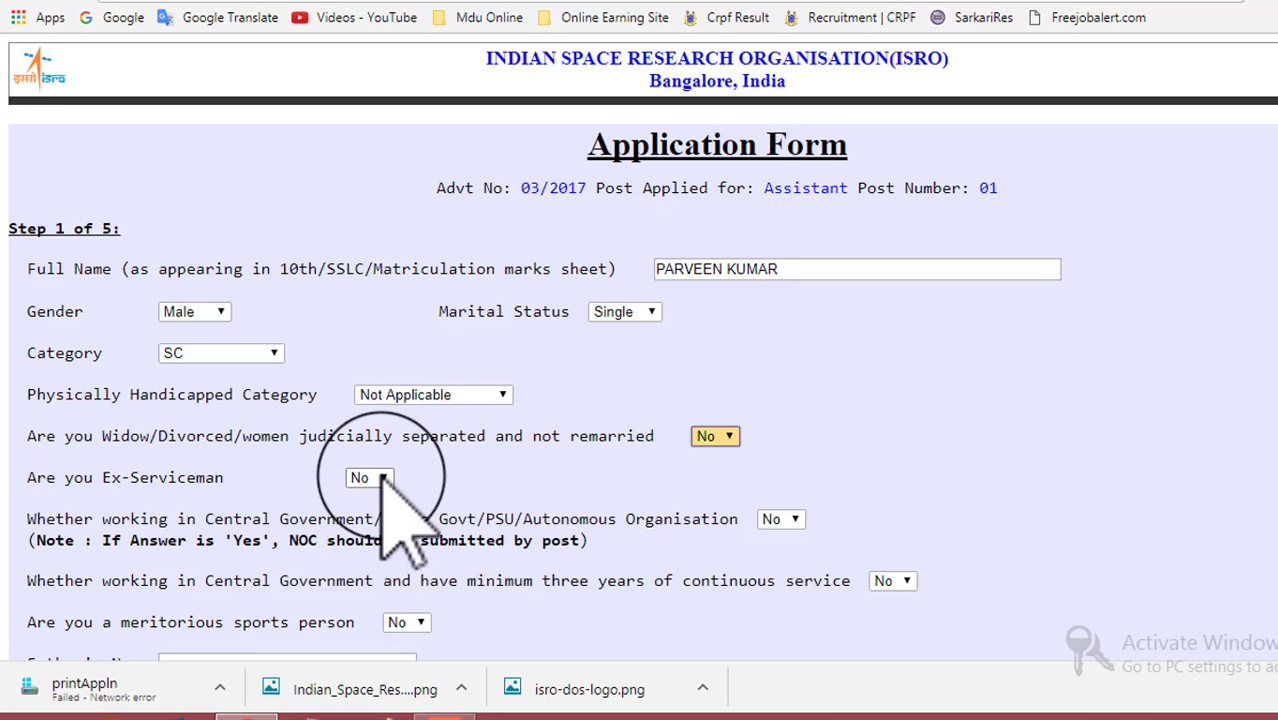 Apps Google Google Translate Videos - YouTube Mdu Online Online Earning Site Crpf Result Recruitment | CRPF SarkariRes Freejobalert.com
इसरो isro
INDIAN SPACE RESEARCH ORGANISATION(ISRO)
Bangalore, India
Application Form
Advt No: 03/2017 Post Applied for: Assistant Post Number: 01
Step 1 of 5:
Full Name (as appearing in 10th/SSLC/Matriculation marks sheet) PARVEEN KUMAR
Gender Male Marital Status Single
Category SC
Physically Handicapped Category Not Applicable
Are you Widow/Divorced/women judicially separated and not remarried No
Are you Ex-Serviceman No
Whether working in Central Government/ Govt/PSU/Autonomous Organisation No
(Note : If Answer is 'Yes', NOC should submitted by post)
Whether working in Central Government and have minimum three years of continuous service No
Are you a meritorious sports person No
Activate Window
Go to PC settings to a
printAppln
Failed - Network error
Indian_Space_Res....png
isro-dos-logo.png